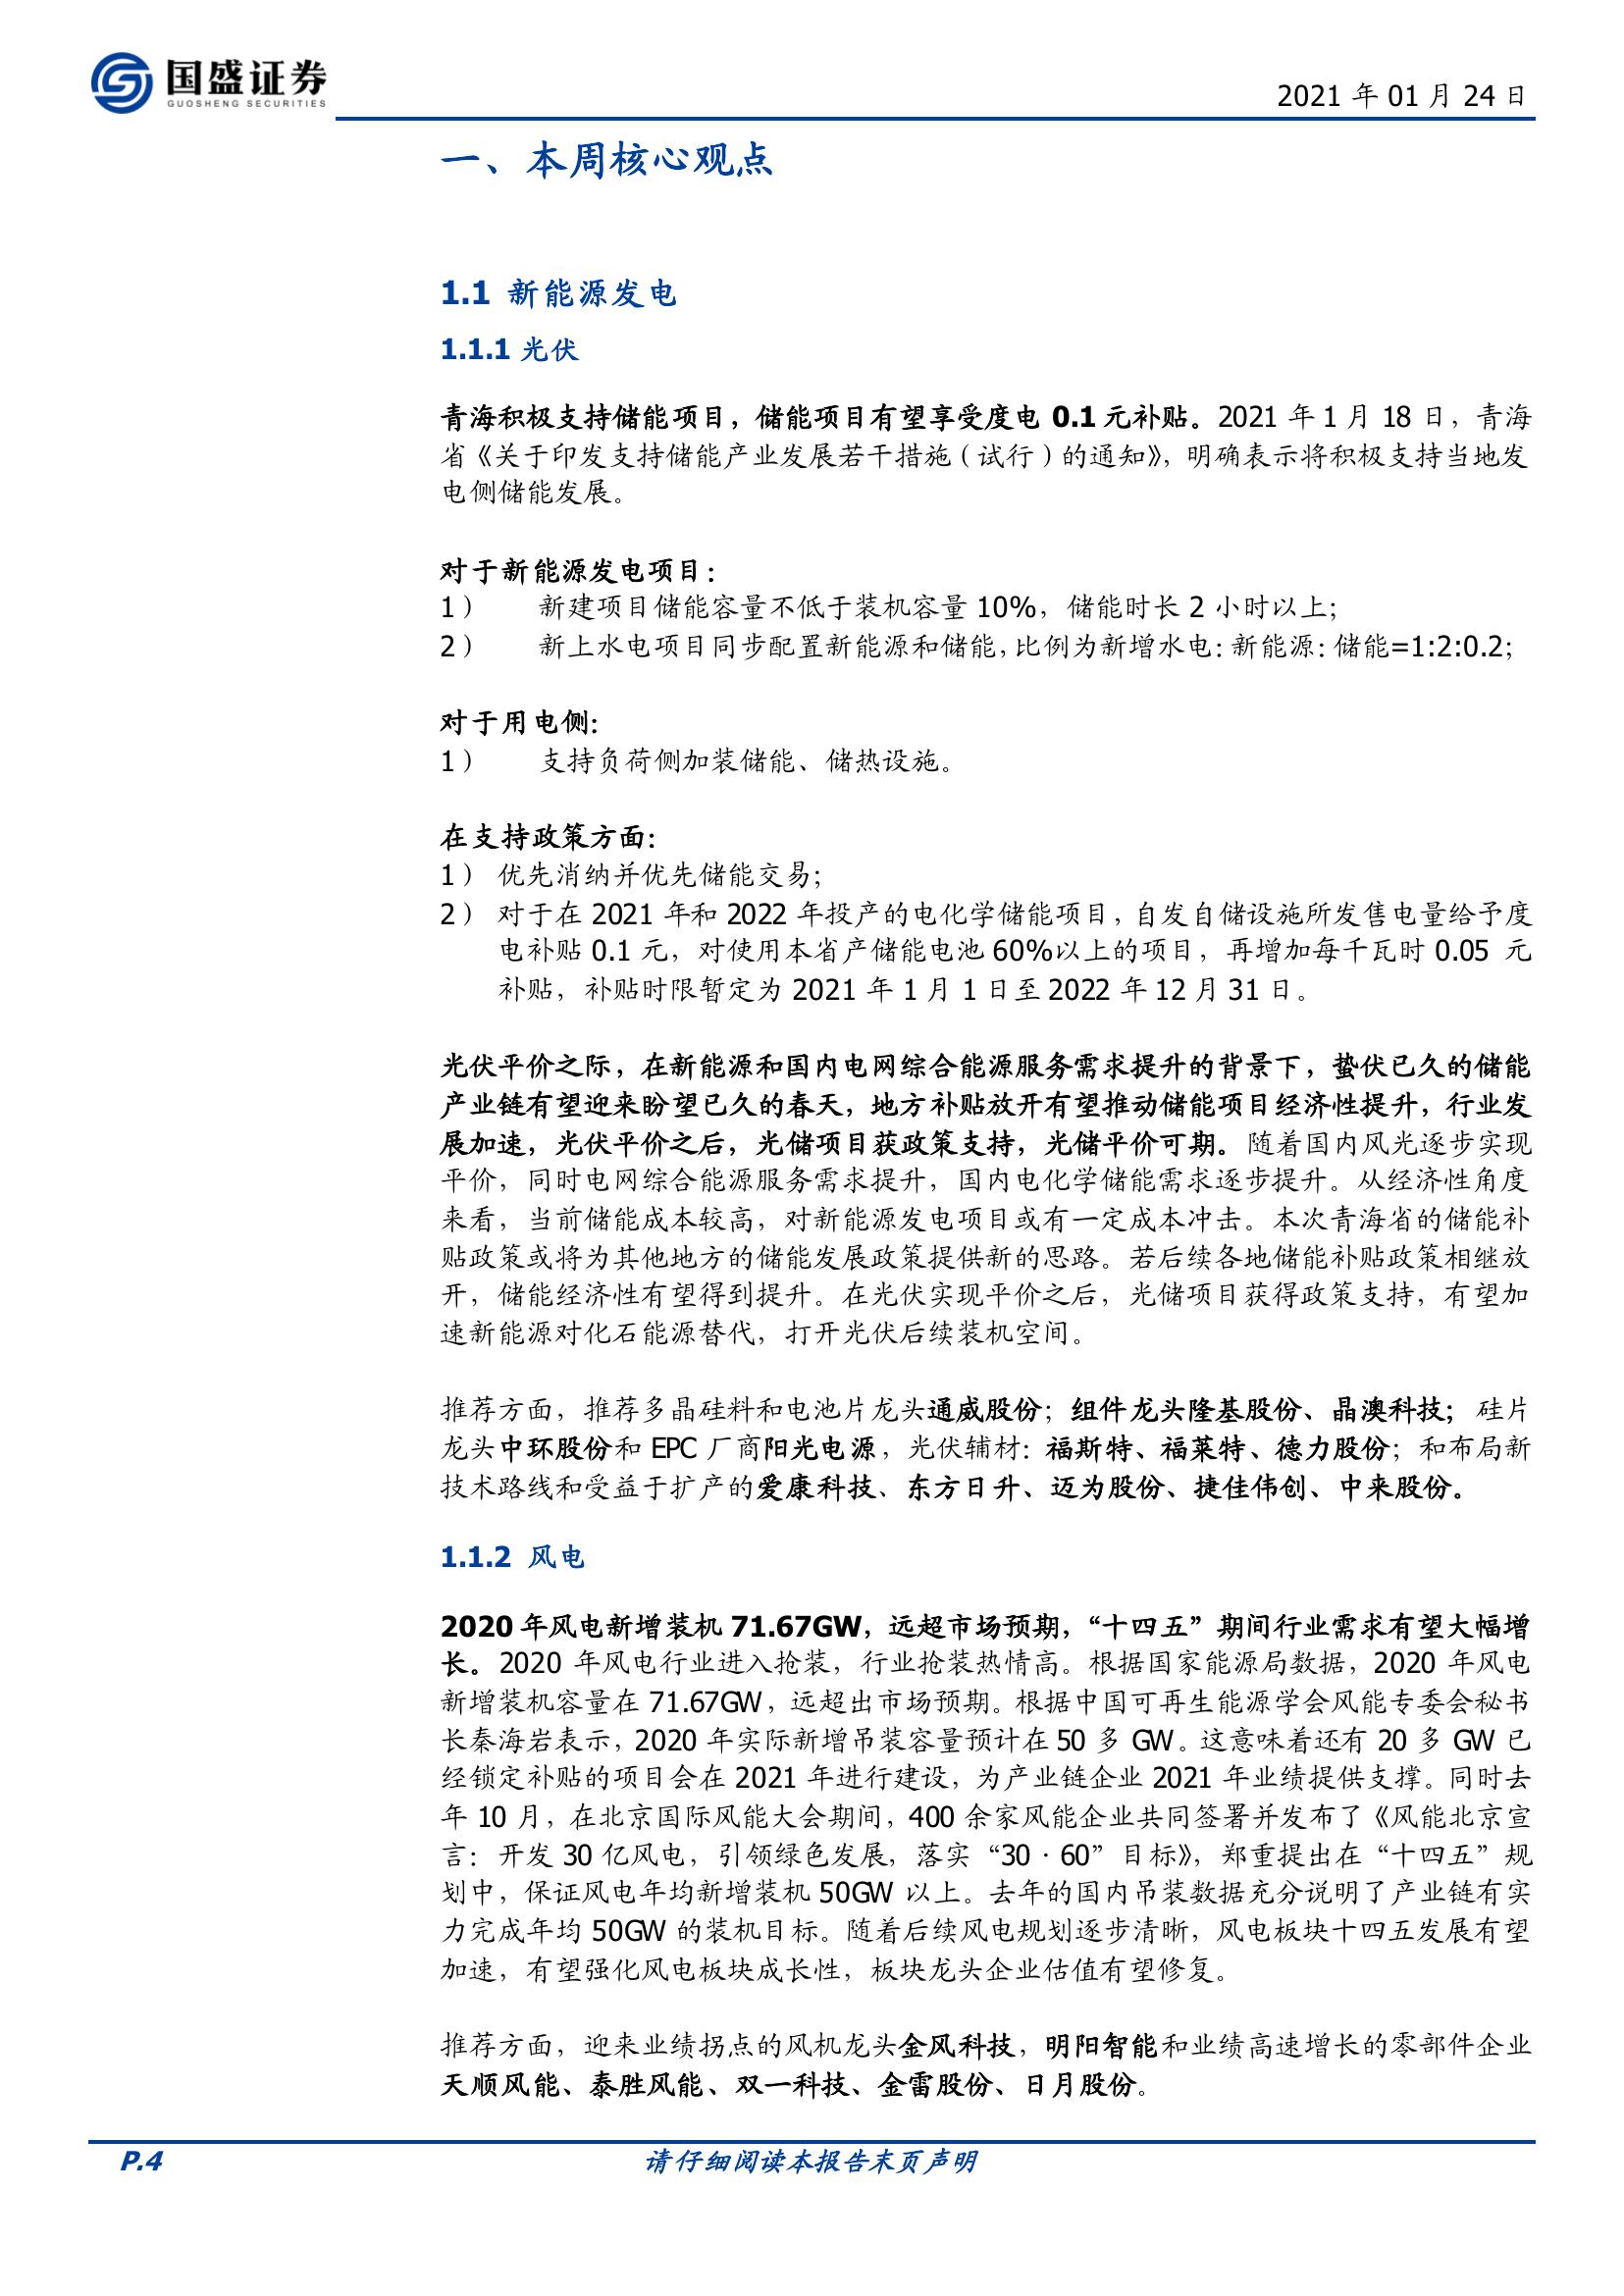 国盛证券
GUOSHENG SECURITIES
2021 年 01 月 24 日
一、本周核心观点
1.1 新能源发电
1.1.1 光伏
青海积极支持储能项目，储能项目有望享受度电 0.1 元补贴。2021 年 1 月 18 日，青海
省《关于印发支持储能产业发展若干措施（试行）的通知》，明确表示将积极支持当地发
电侧储能发展。
对于新能源发电项目：
1） 新建项目储能容量不低于装机容量 10%，储能时长 2 小时以上；
2） 新上水电项目同步配置新能源和储能，比例为新增水电：新能源：储能=1:2:0.2；
对于用电侧：
1） 支持负荷侧加装储能、储热设施。
在支持政策方面：
1） 优先消纳并优先储能交易；
2） 对于在 2021 年和 2022 年投产的电化学储能项目，自发自储设施所发售电量给予度
电补贴 0.1 元，对使用本省产储能电池 60%以上的项目，再增加每千瓦时 0.05 元
补贴，补贴时限暂定为 2021 年 1 月 1 日至 2022 年 12 月 31 日。
光伏平价之际，在新能源和国内电网综合能源服务需求提升的背景下，蛰伏已久的储能
产业链有望迎来盼望已久的春天，地方补贴放开有望推动储能项目经济性提升，行业发
展加速，光伏平价之后，光储项目获政策支持，光储平价可期。随着国内风光逐步实现
平价，同时电网综合能源服务需求提升，国内电化学储能需求逐步提升。从经济性角度
来看，当前储能成本较高，对新能源发电项目或有一定成本冲击。本次青海省的储能补
贴政策或将为其他地方的储能发展政策提供新的思路。若后续各地储能补贴政策相继放
开，储能经济性有望得到提升。在光伏实现平价之后，光储项目获得政策支持，有望加
速新能源对化石能源替代，打开光伏后续装机空间。
推荐方面，推荐多晶硅料和电池片龙头通威股份；组件龙头隆基股份、晶澳科技；硅片
龙头中环股份和 EPC 厂商阳光电源，光伏辅材：福斯特、福莱特、德力股份；和布局新
技术路线和受益于扩产的爱康科技、东方日升、迈为股份、捷佳伟创、中来股份。
1.1.2 风电
2020 年风电新增装机 71.67GW，远超市场预期，“十四五”期间行业需求有望大幅增
长。2020 年风电行业进入抢装，行业抢装热情高。根据国家能源局数据，2020 年风电
新增装机容量在 71.67GW，远超出市场预期。根据中国可再生能源学会风能专委会秘书
长秦海岩表示，2020 年实际新增吊装容量预计在 50 多 GW。这意味着还有 20 多 GW 已
经锁定补贴的项目会在 2021 年进行建设，为产业链企业 2021 年业绩提供支撑。同时去
年 10 月，在北京国际风能大会期间，400 余家风能企业共同签署并发布了《风能北京宣
言：开发 30 亿风电，引领绿色发展，落实“30·60”目标》，郑重提出在“十四五”规
划中，保证风电年均新增装机 50GW 以上。去年的国内吊装数据充分说明了产业链有实
力完成年均 50GW 的装机目标。随着后续风电规划逐步清晰，风电板块十四五发展有望
加速，有望强化风电板块成长性，板块龙头企业估值有望修复。
推荐方面，迎来业绩拐点的风机龙头金风科技，明阳智能和业绩高速增长的零部件企业
天顺风能、泰胜风能、双一科技、金雷股份、日月股份。
P.4
请仔细阅读本报告末页声明